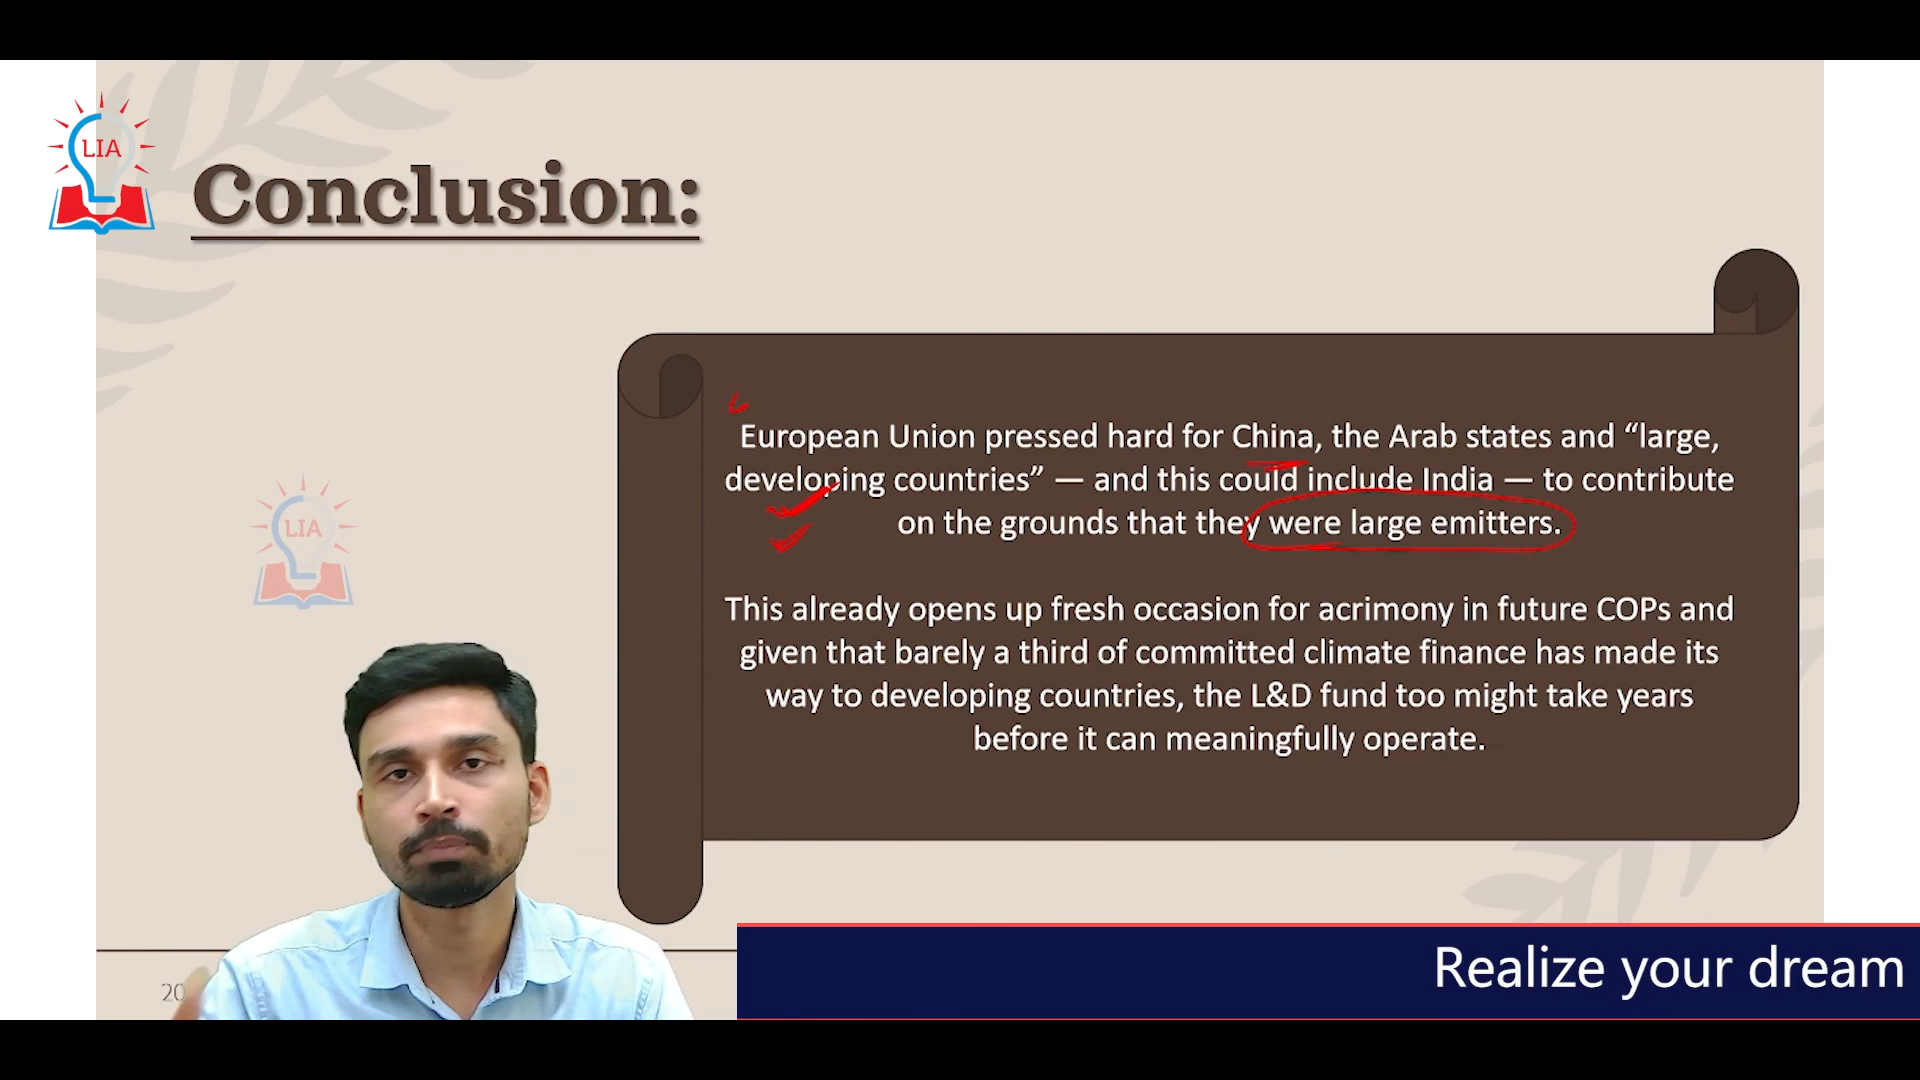 LIA
Conclusion:
European Union pressed hard for China, the Arab states and “large,
developing countries” — and this could include India — to contribute
on the grounds that they were large emitters.
This already opens up fresh occasion for acrimony in future COPs and
given that barely a third of committed climate finance has made its
way to developing countries, the L&D fund too might take years
before it can meaningfully operate.
LIA
20
Realize your dream